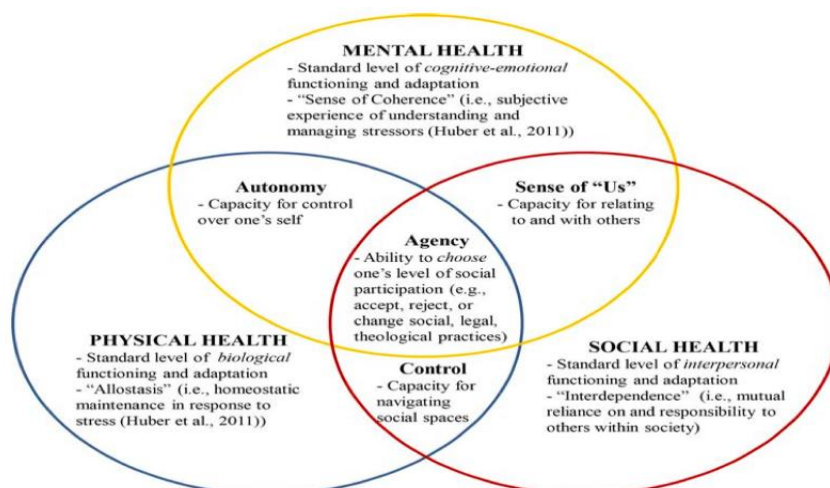 MENTAL HEALTH
- Standard level of cognitive-emotional
functioning and adaptation
- “Sense of Coherence” (i.e., subjective
experience of understanding and
managing stressors (Huber et al., 2011))
Autonomy
- Capacity for control
over one’s self
Sense of “Us”
- Capacity for relating
to and with others
Agency
- Ability to choose
one’s level of social
participation (e.g.,
accept, reject, or
change social, legal,
theological practices)
PHYSICAL HEALTH
- Standard level of biological
functioning and adaptation
- “Allostasis” (i.e., homeostatic
maintenance in response to
stress (Huber et al., 2011))
Control
- Capacity for
navigating
social spaces
SOCIAL HEALTH
- Standard level of interpersonal
functioning and adaptation
- “Interdependence” (i.e., mutual
reliance on and responsibility to
others within society)